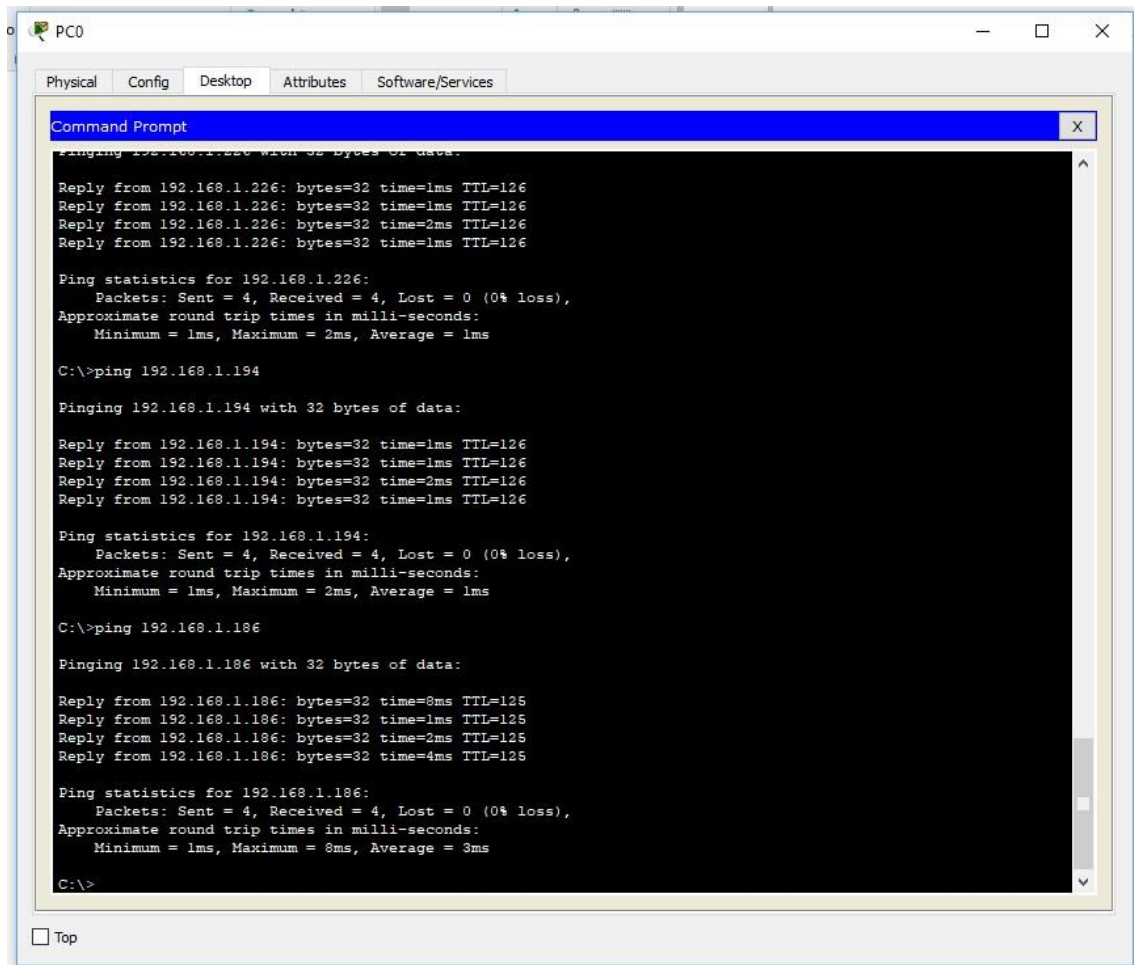 PC0
Physical Config Desktop Attributes Software/Services
Command Prompt X
Pinging 192.168.1.226 with 32 bytes of data:
Reply from 192.168.1.226: bytes=32 time=1ms TTL=126
Reply from 192.168.1.226: bytes=32 time=1ms TTL=126
Reply from 192.168.1.226: bytes=32 time=2ms TTL=126
Reply from 192.168.1.226: bytes=32 time=1ms TTL=126
Ping statistics for 192.168.1.226:
Packets: Sent = 4, Received = 4, Lost = 0 (0% loss),
Approximate round trip times in milli-seconds:
Minimum = 1ms, Maximum = 2ms, Average = 1ms
C:\>ping 192.168.1.194
Pinging 192.168.1.194 with 32 bytes of data:
Reply from 192.168.1.194: bytes=32 time=1ms TTL=126
Reply from 192.168.1.194: bytes=32 time=1ms TTL=126
Reply from 192.168.1.194: bytes=32 time=2ms TTL=126
Reply from 192.168.1.194: bytes=32 time=1ms TTL=126
Ping statistics for 192.168.1.194:
Packets: Sent = 4, Received = 4, Lost = 0 (0% loss),
Approximate round trip times in milli-seconds:
Minimum = 1ms, Maximum = 2ms, Average = 1ms
C:\>ping 192.168.1.186
Pinging 192.168.1.186 with 32 bytes of data:
Reply from 192.168.1.186: bytes=32 time=8ms TTL=125
Reply from 192.168.1.186: bytes=32 time=1ms TTL=125
Reply from 192.168.1.186: bytes=32 time=2ms TTL=125
Reply from 192.168.1.186: bytes=32 time=4ms TTL=125
Ping statistics for 192.168.1.186:
Packets: Sent = 4, Received = 4, Lost = 0 (0% loss),
Approximate round trip times in milli-seconds:
Minimum = 1ms, Maximum = 8ms, Average = 3ms
C:\>
Top